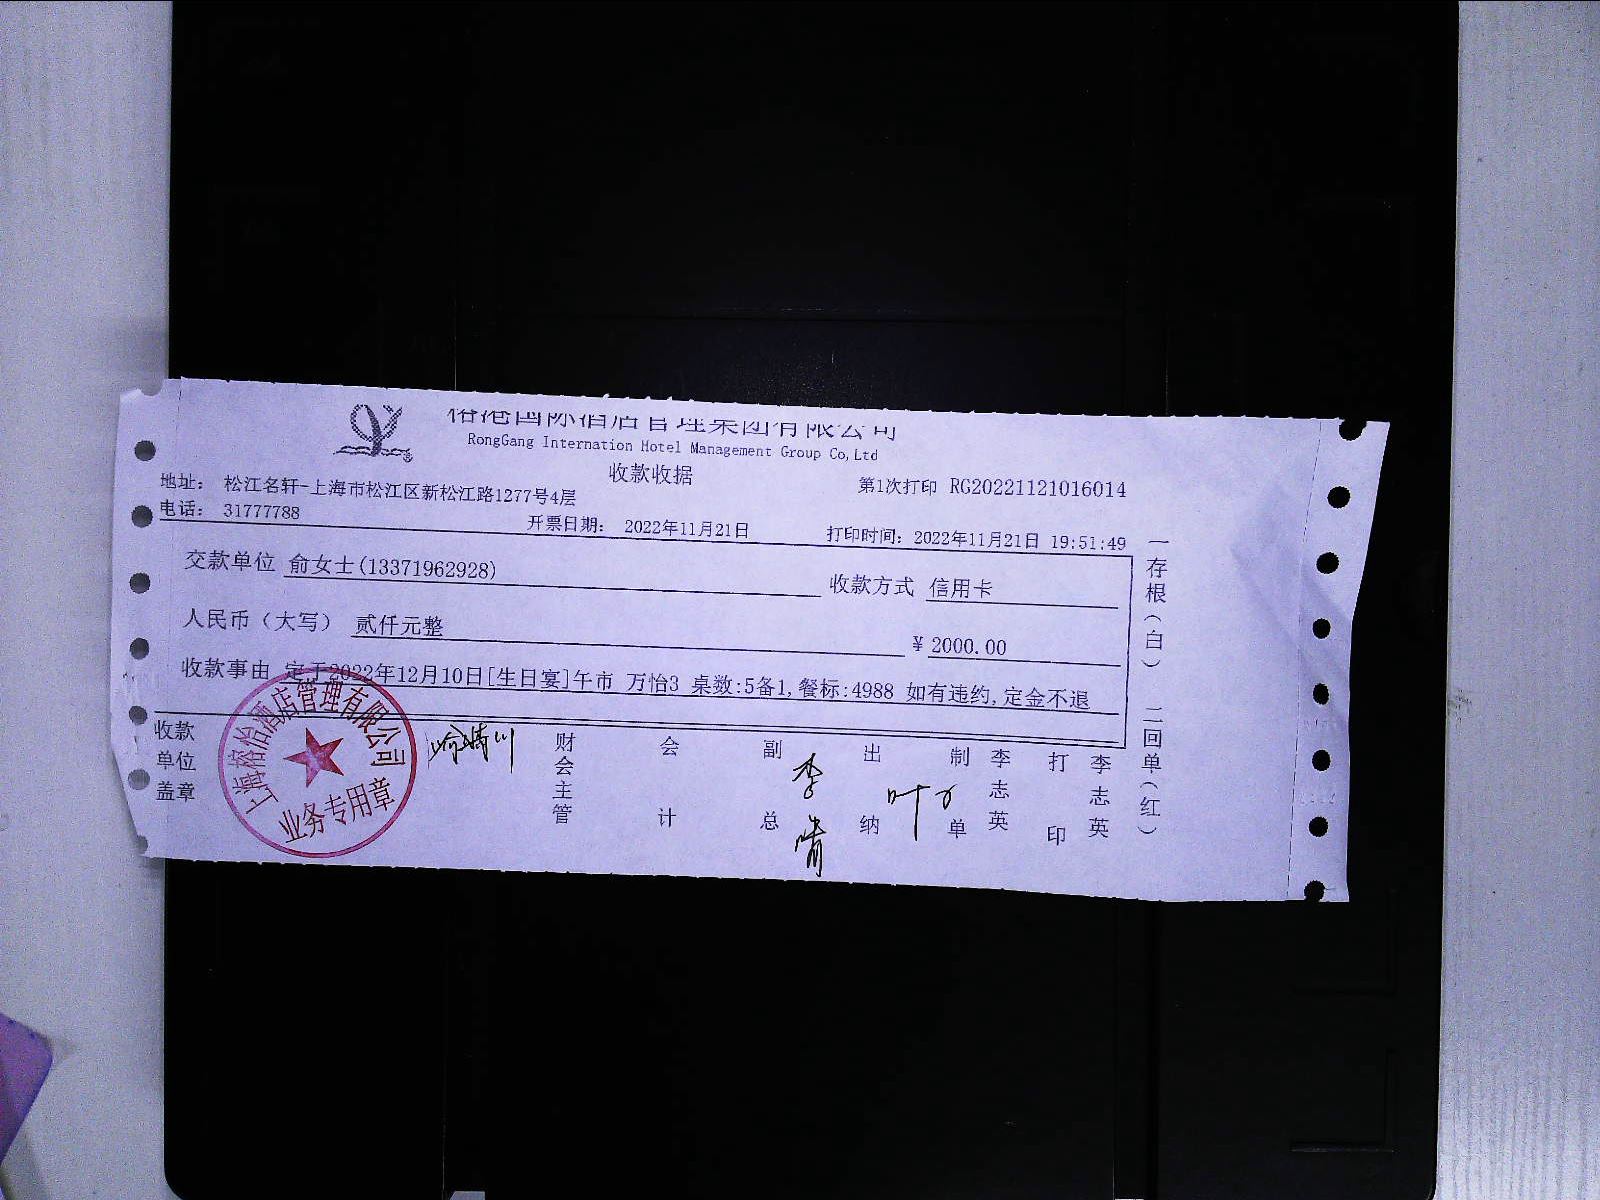 榕港国际酒店管理集团有限公司
RongGang Internation Hotel Management Group Co,Ltd
收款收据
地址： 松江名轩-上海市松江区新松江路1277号4层
第1次打印 RG20221121016014
电话： 31777788
开票日期： 2022年11月21日
打印时间：2022年11月21日 19:51:49
交款单位 俞女士(13371962928)
收款方式 信用卡
人民币（大写） 贰仟元整
￥2000.00
收款事由 定于2022年12月10日[生日宴]午市 万怡3 桌数:5备1,餐标:4988 如有违约,定金不退
收款单位盖章
上海榕怡酒店管理有限公司
业务专用章
财会主管
会计
副总
出纳
制单
李志英
打印
李志英
一存根（白） 二回单（红）